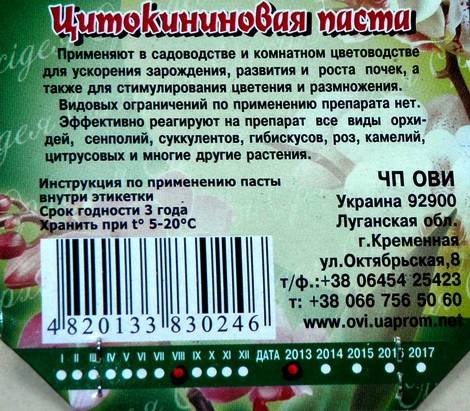 Цитокининовая паста
Применяют в садоводстве и комнатном цветоводстве
для ускорения зарождения, развития и роста почек, а
также для стимулирования цветения и размножения.
Видовых ограничений по применению препарата нет.
Эффективно реагируют на препарат все виды орхи-
дей, сенполий, суккулентов, гибискусов, роз, камелий,
цитрусовых и многие другие растения.
Инструкция по применению пасты
внутри этикетки
Срок годности 3 года
Хранить при t° 5-20°C
ЧП ОВИ
Украина 92900
Луганская обл.
г.Кременная
ул.Октябрьская,8
т/ф.:+38 06454 25423
т: +38 066 756 50 60
www.ovi.uaprom.net
4 820133 830246
I II III IV V VI VII VIII IX X XI XII ДАТА 2013 2014 2015 2016 2017